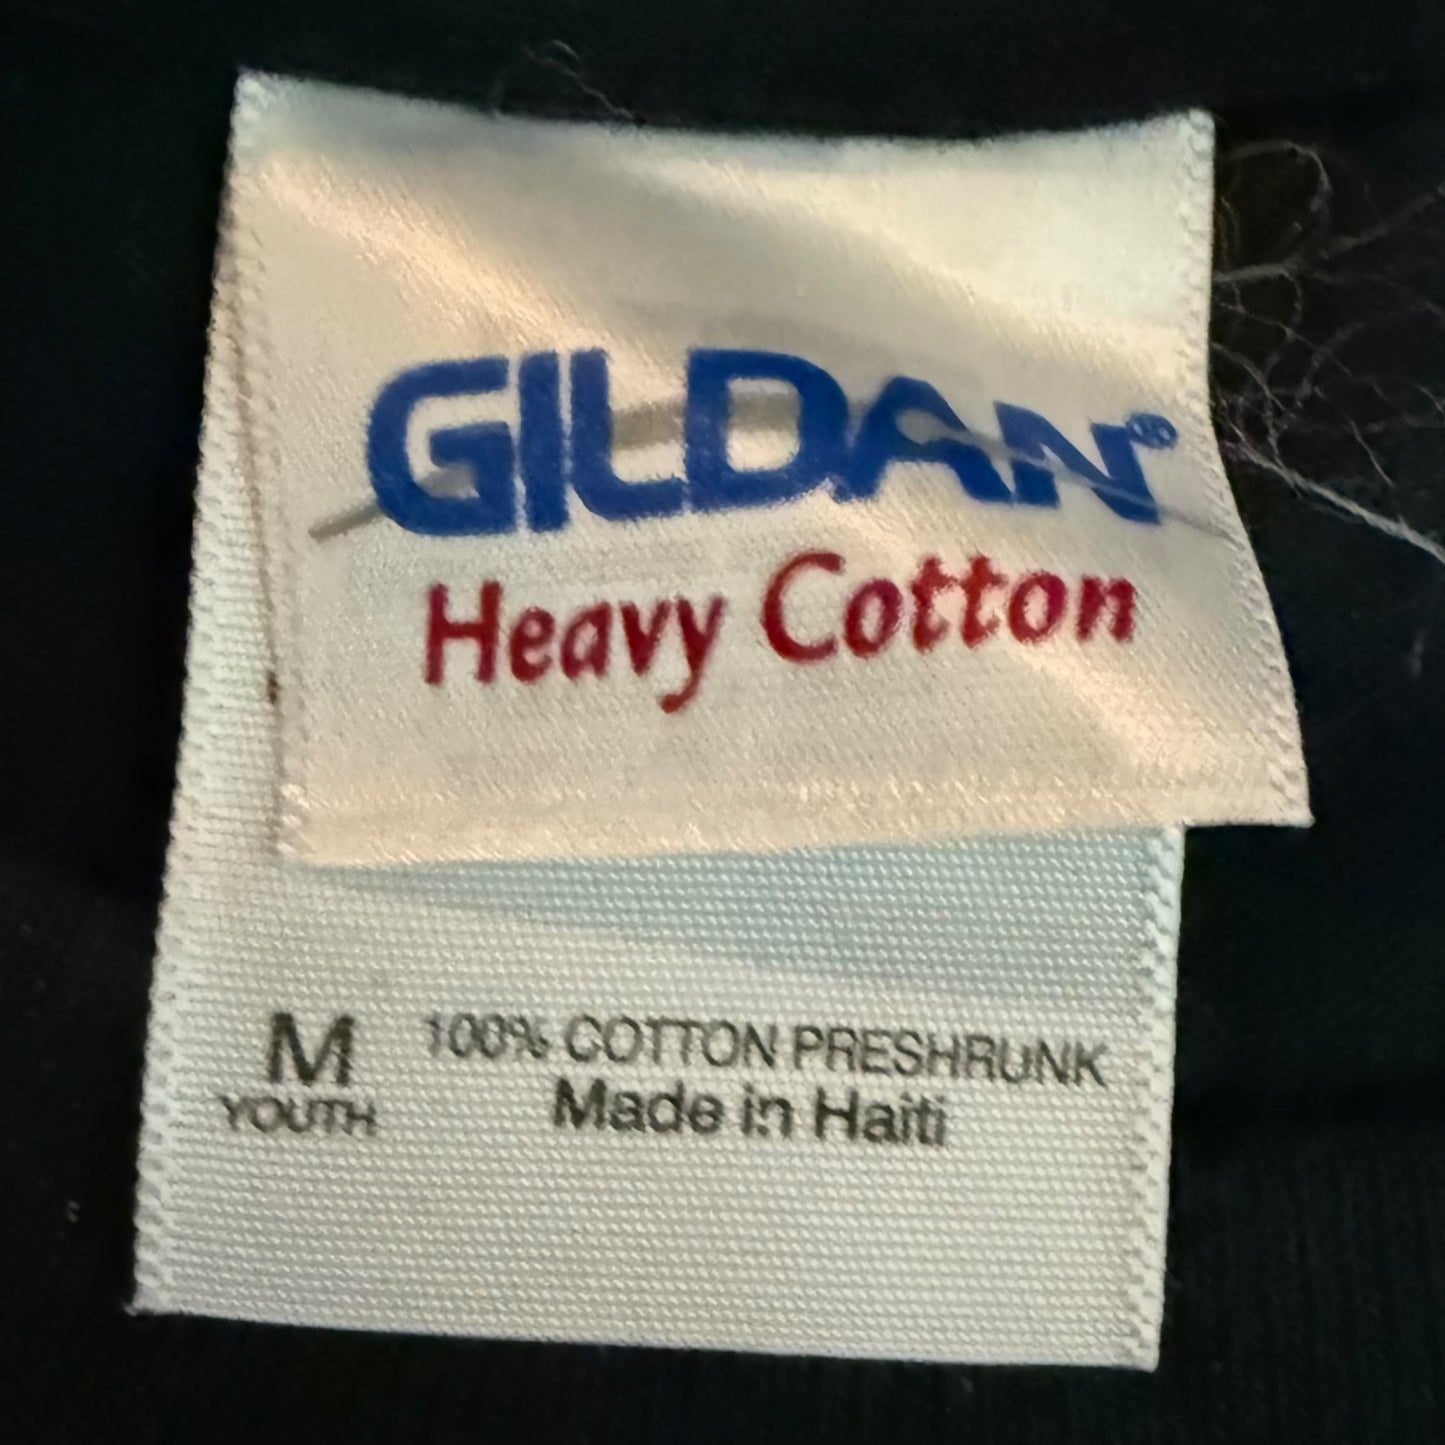 GILDAN®
Heavy Cotton
M
YOUTH
100% COTTON PRESHRUNK
Made in Haiti